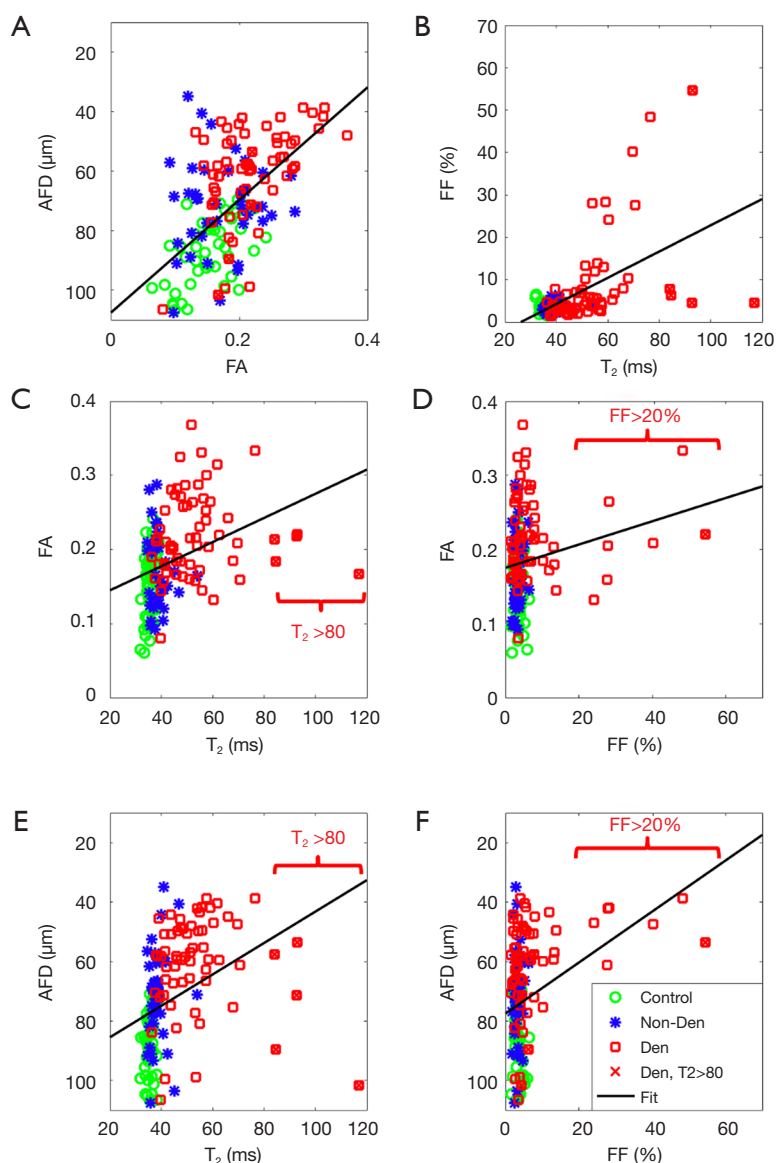 A
20
40
60
80
100
AFD (µm)
0
0.2
0.4
FA
B
70
60
50
40
30
20
10
0
FF (%)
20
40
60
80
100
120
T₂ (ms)
C
0.4
0.3
0.2
0.1
0
FA
T₂ >80
20
40
60
80
100
120
T₂ (ms)
D
0.4
0.3
0.2
0.1
0
FA
FF>20%
0
20
40
60
FF (%)
E
20
40
60
80
100
AFD (µm)
T₂ >80
20
40
60
80
100
120
T₂ (ms)
F
20
40
60
80
100
AFD (µm)
FF>20%
Control
Non-Den
Den
Den, T2>80
Fit
0
20
40
60
FF (%)